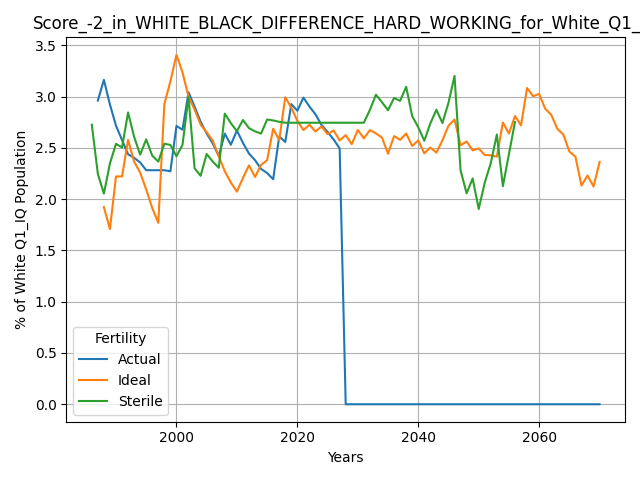 Score_-2_in_WHITE_BLACK_DIFFERENCE_HARD_WORKING_for_White_Q1_
3.5
3.0
2.5
2.0
1.5
1.0
0.5
0.0
% of White Q1_IQ Population
Fertility
Actual
Ideal
Sterile
2000
2020
2040
2060
Years